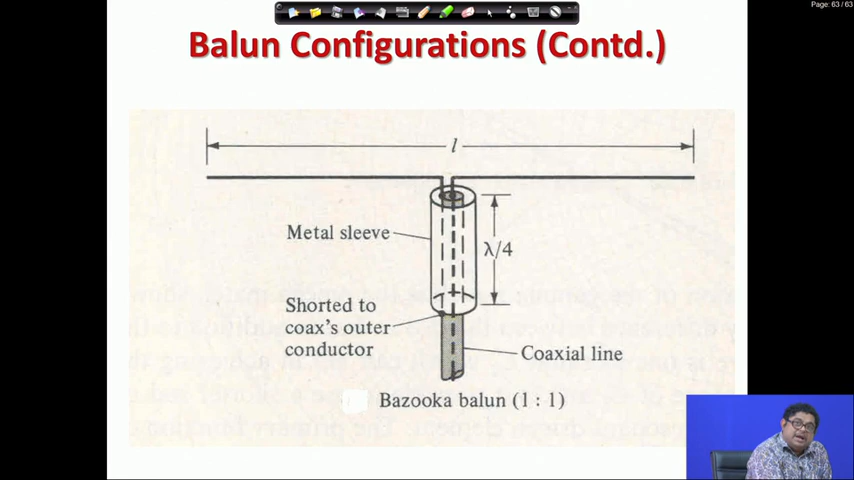 Page: 63 / 63
Balun Configurations (Contd.)
l
Metal sleeve
λ/4
Shorted to
coax's outer
conductor
Coaxial line
Bazooka balun (1 : 1)